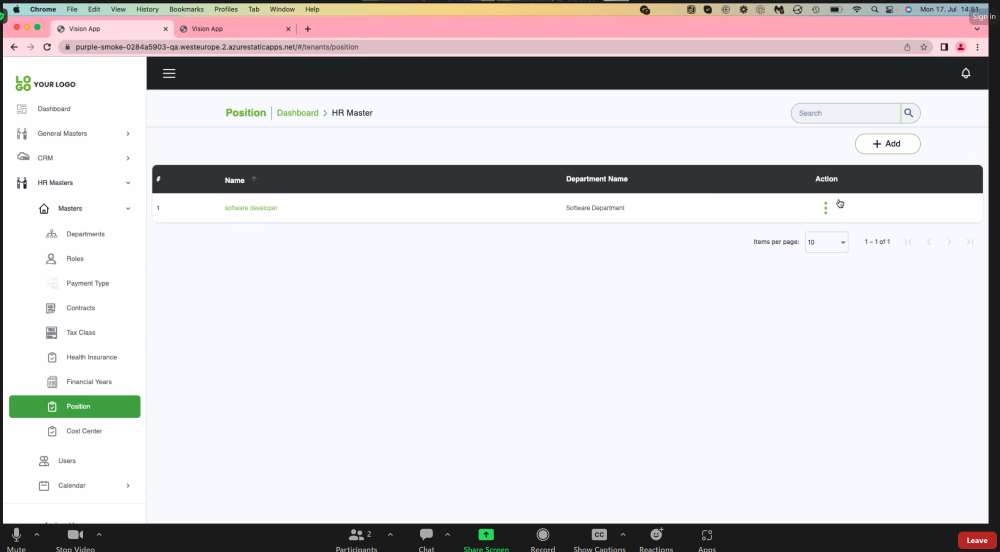 Chrome File Edit View History Bookmarks Profiles Tab Window Help Mon 17. Jul 14:51
Sign in
Vision App Vision App
purple-smoke-0284a5903-qa.westeurope.2.azurestaticapps.net/#/tenants/position
LOGO YOUR LOGO
Dashboard
General Masters
CRM
HR Masters
Masters
Departments
Roles
Payment Type
Contracts
Tax Class
Health Insurance
Financial Years
Position
Cost Center
Users
Calendar
Position Dashboard > HR Master Search
+ Add
# Name Department Name Action
1 software developer Software Department
Items per page: 10 1 – 1 of 1
Mute Stop Video Participants 2 Chat Share Screen Record CC Show Captions Reactions Apps Leave